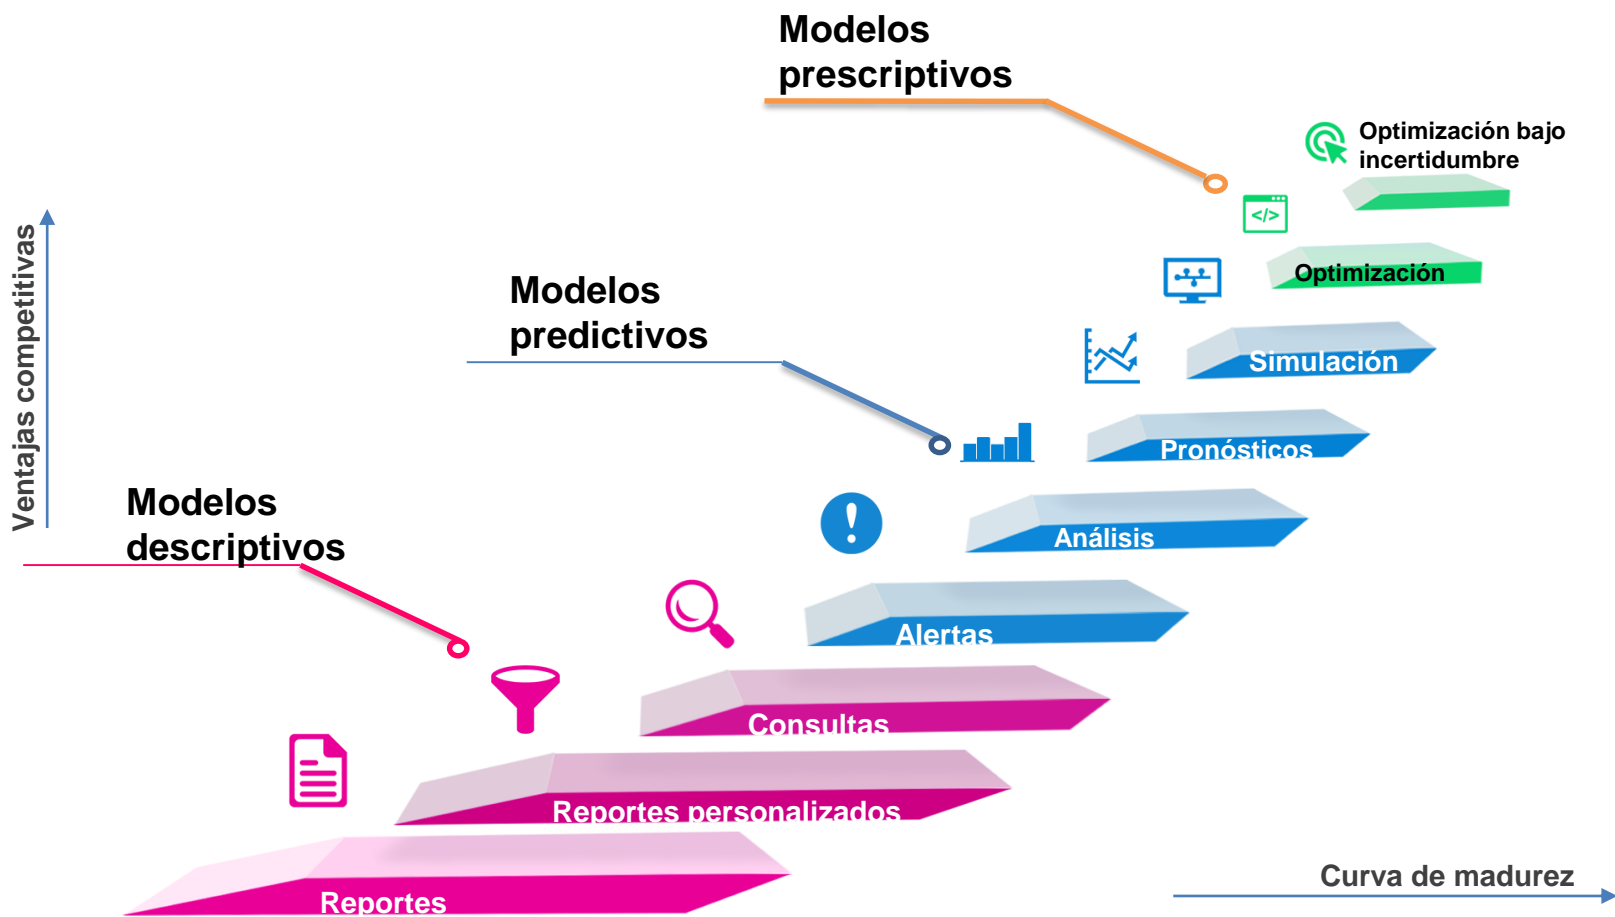 Modelos
prescriptivos
Optimización bajo
incertidumbre
</>
Optimización
Modelos
predictivos
Simulación
Pronósticos
Análisis
Modelos
descriptivos
Alertas
Consultas
Reportes personalizados
Reportes
Ventajas competitivas
Curva de madurez